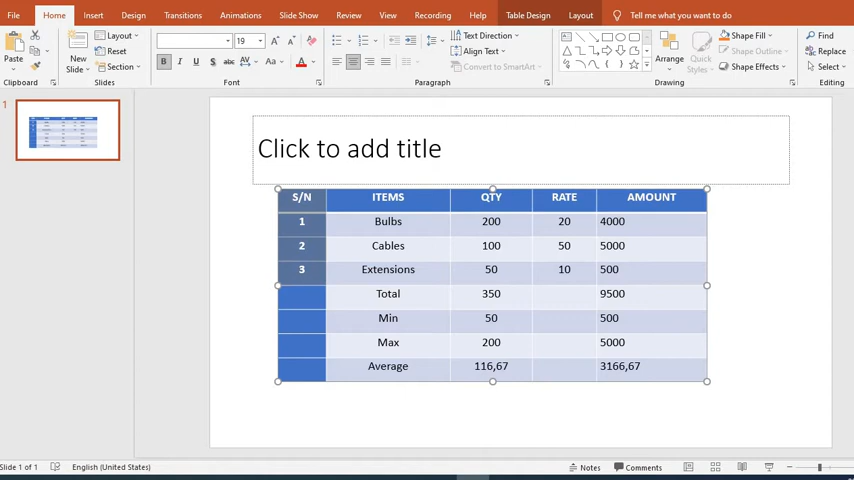 File Home Insert Design Transitions Animations Slide Show Review View Recording Help Table Design Layout Tell me what you want to do
Paste
Clipboard
New Slide
Layout
Reset
Section
Slides
19
B I U S abc AV Aa A
Font
Text Direction
Align Text
Convert to SmartArt
Paragraph
Arrange
Quick Styles
Shape Fill
Shape Outline
Shape Effects
Drawing
Find
Replace
Select
Editing
1
Click to add title
S/N ITEMS QTY RATE AMOUNT
1 Bulbs 200 20 4000
2 Cables 100 50 5000
3 Extensions 50 10 500
Total 350 9500
Min 50 500
Max 200 5000
Average 116,67 3166,67
Slide 1 of 1 English (United States) Notes Comments